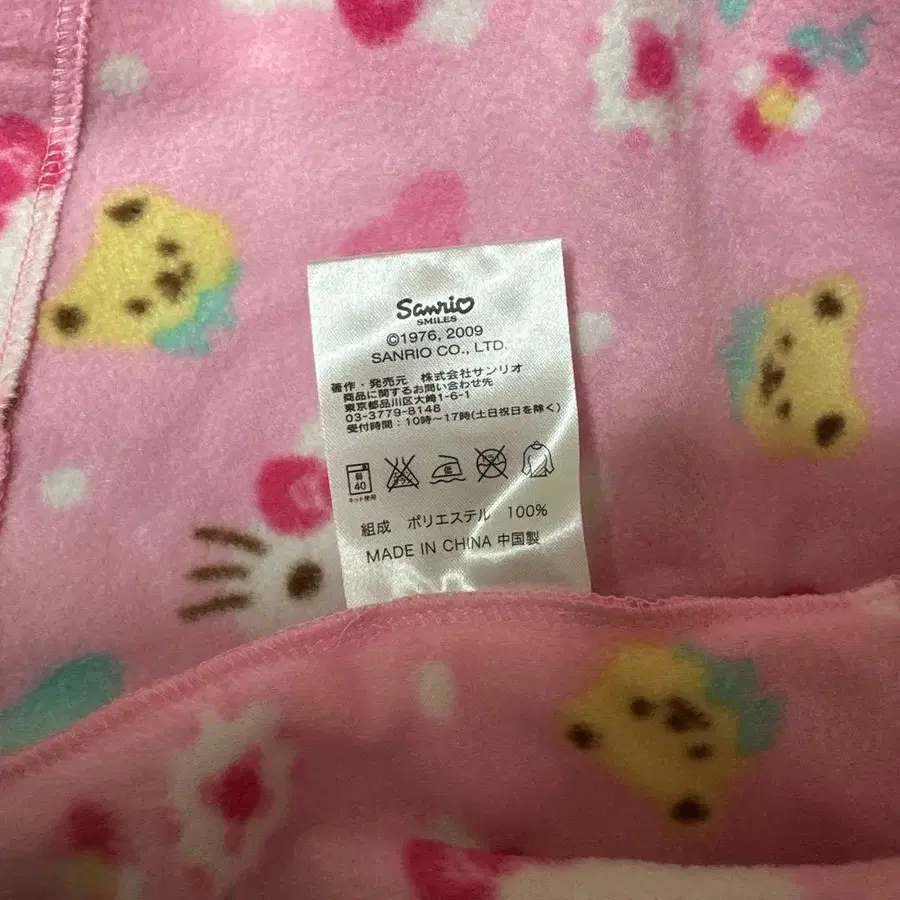 Sanrio
SMILES
©1976, 2009
SANRIO CO., LTD.
著作・発売元 株式会社サンリオ
商品に関するお問い合わせ先
東京都品川区大崎1-6-1
03-3779-8148
受付時間：10時～17時(土日祝日を除く)
弱
40
ネット使用
低
組成 ポリエステル 100%
MADE IN CHINA 中国製